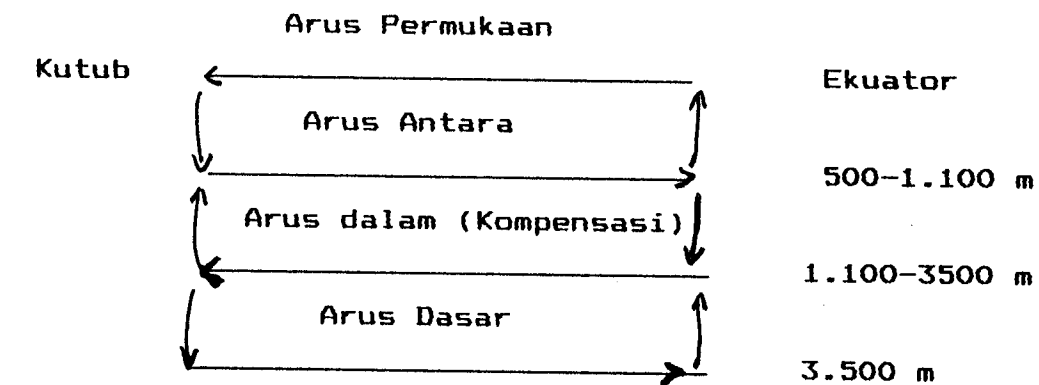 Arus Permukaan
Kutub Ekuator
Arus Antara
500-1.100 m
Arus dalam (Kompensasi)
1.100-3500 m
Arus Dasar
3.500 m